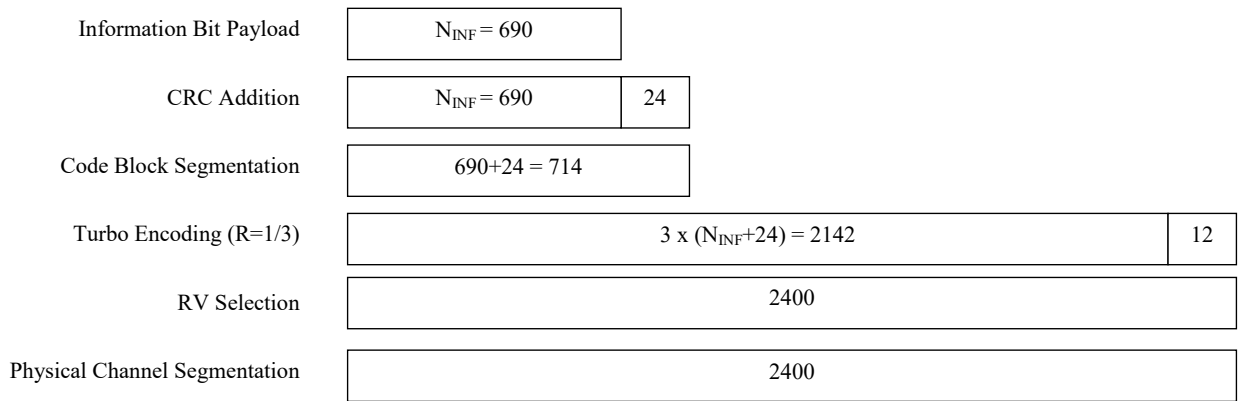 Information Bit Payload N_INF = 690
CRC Addition N_INF = 690 24
Code Block Segmentation 690+24 = 714
Turbo Encoding (R=1/3) 3 x (N_INF+24) = 2142 12
RV Selection 2400
Physical Channel Segmentation 2400